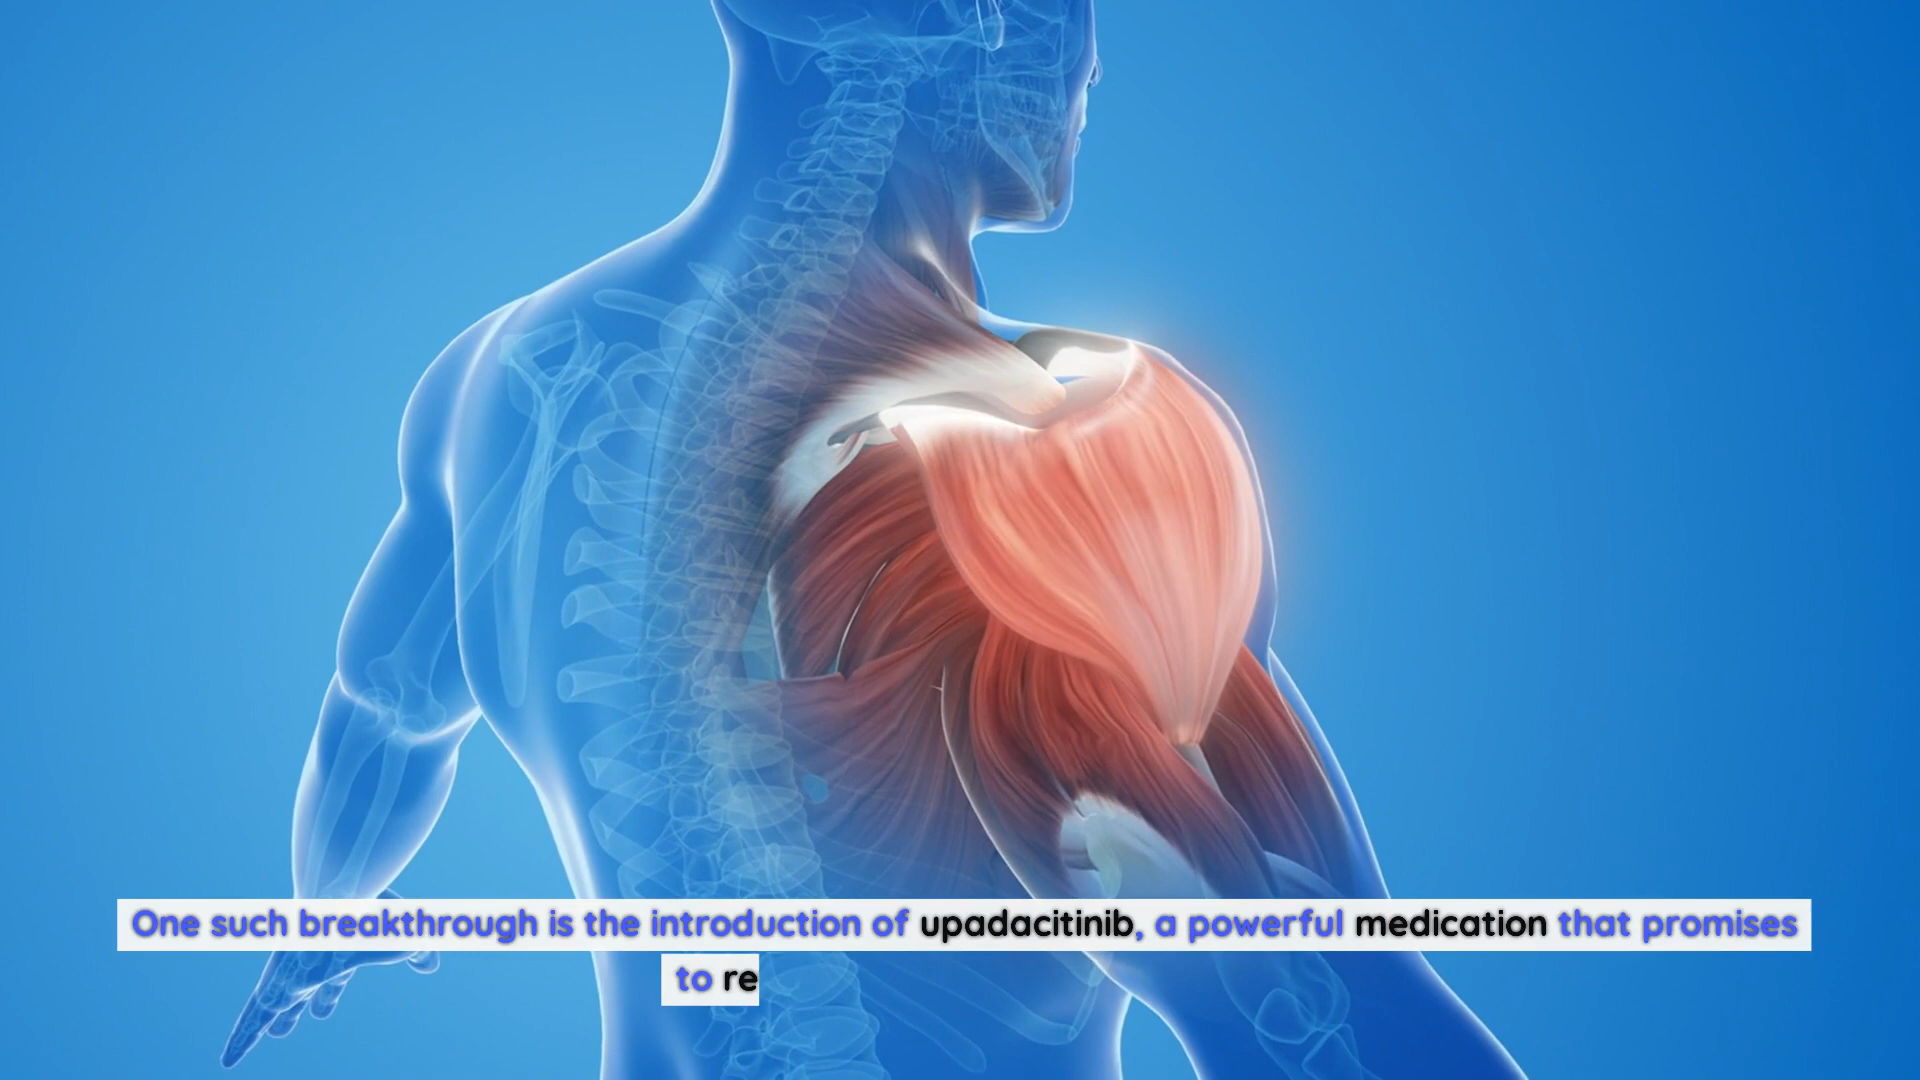 One such breakthrough is the introduction of upadacitinib, a powerful medication that promises
to re